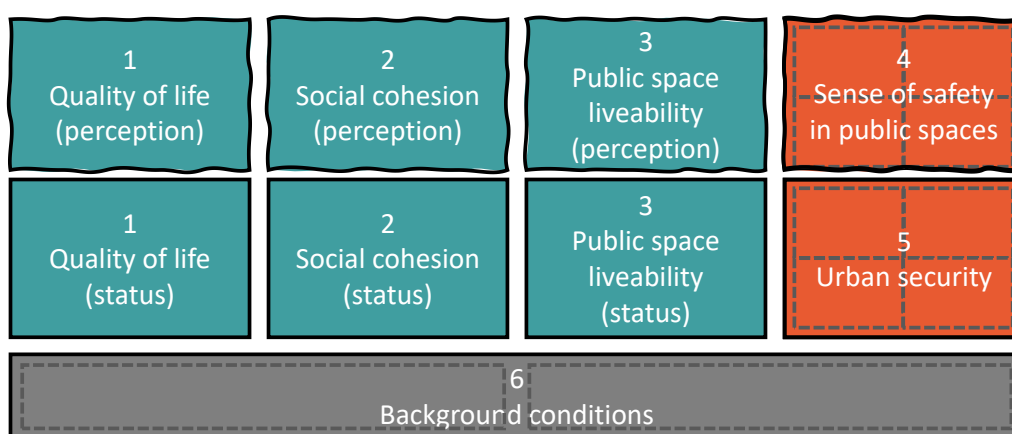 1
Quality of life
(perception)
2
Social cohesion
(perception)
3
Public space
liveability
(perception)
4
Sense of safety
in public spaces
1
Quality of life
(status)
2
Social cohesion
(status)
3
Public space
liveability
(status)
5
Urban security
6
Background conditions